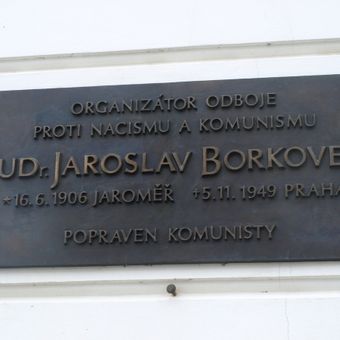 ORGANIZÁTOR ODBOJE
PROTI NACISMU A KOMUNISMU
UDr. JAROSLAV BORKOVE
*16.6.1906 JAROMĚŘ +5.11.1949 PRAHA
POPRAVEN KOMUNISTY